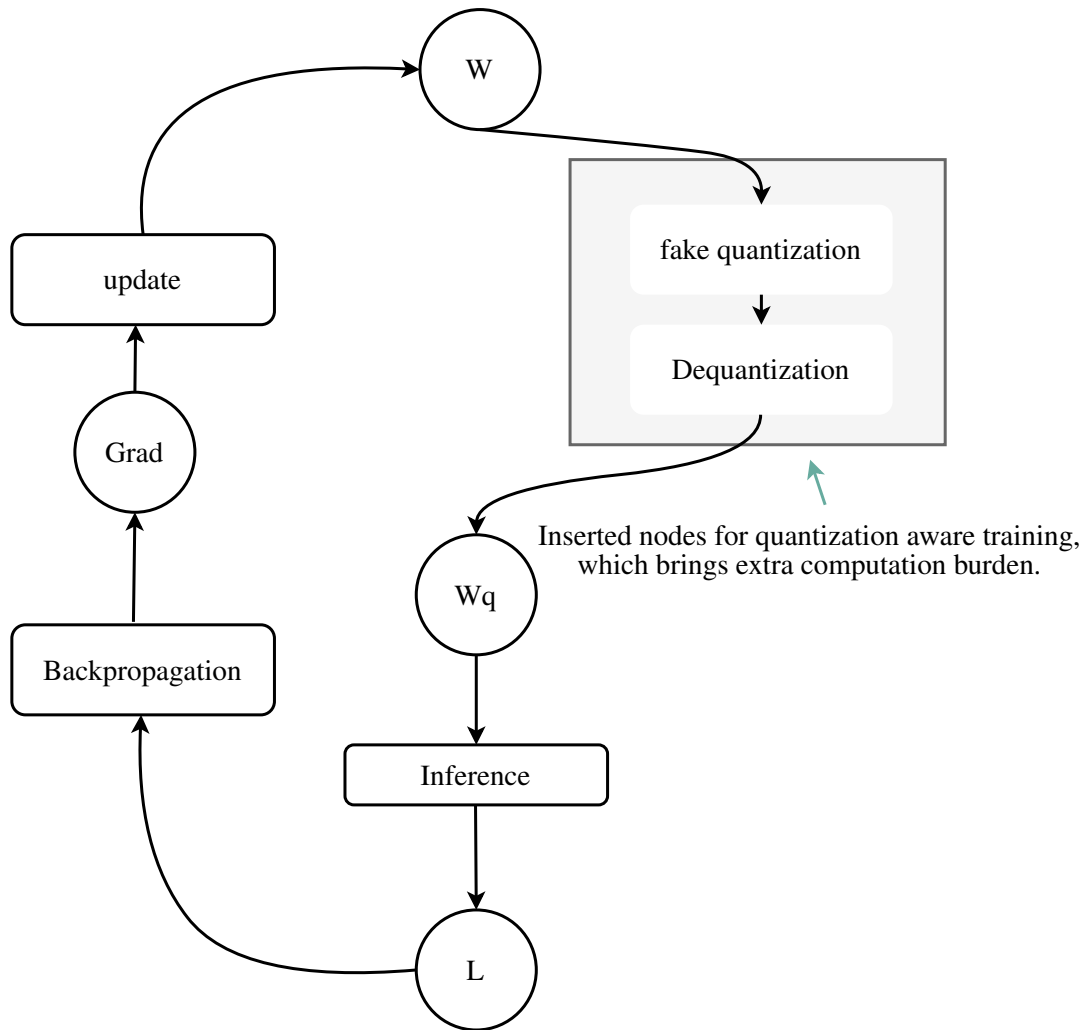 W
fake quantization
update
Dequantization
Grad
Inserted nodes for quantization aware training,
which brings extra computation burden.
Wq
Backpropagation
Inference
L